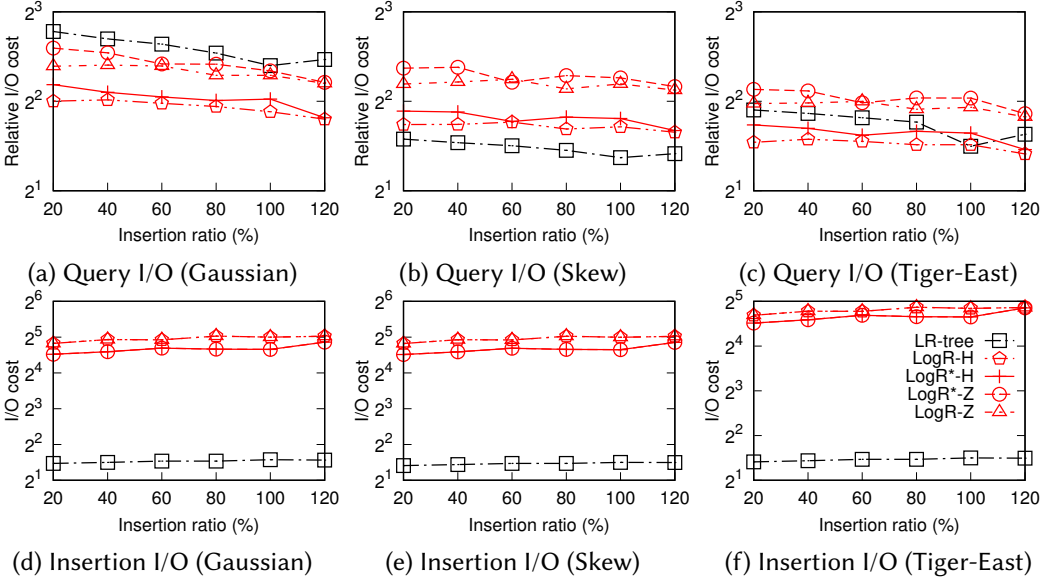 2^3
2^2
2^1
Relative I/O cost
20 40 60 80 100 120
Insertion ratio (%)
(a) Query I/O (Gaussian)
2^3
2^2
2^1
Relative I/O cost
20 40 60 80 100 120
Insertion ratio (%)
(b) Query I/O (Skew)
2^3
2^2
2^1
Relative I/O cost
20 40 60 80 100 120
Insertion ratio (%)
(c) Query I/O (Tiger-East)
2^6
2^5
2^4
2^3
2^2
2^1
I/O cost
20 40 60 80 100 120
Insertion ratio (%)
(d) Insertion I/O (Gaussian)
2^6
2^5
2^4
2^3
2^2
2^1
I/O cost
20 40 60 80 100 120
Insertion ratio (%)
(e) Insertion I/O (Skew)
2^5
2^4
2^3
2^2
2^1
I/O cost
LR-tree
LogR-H
LogR*-H
LogR*-Z
LogR-Z
20 40 60 80 100 120
Insertion ratio (%)
(f) Insertion I/O (Tiger-East)